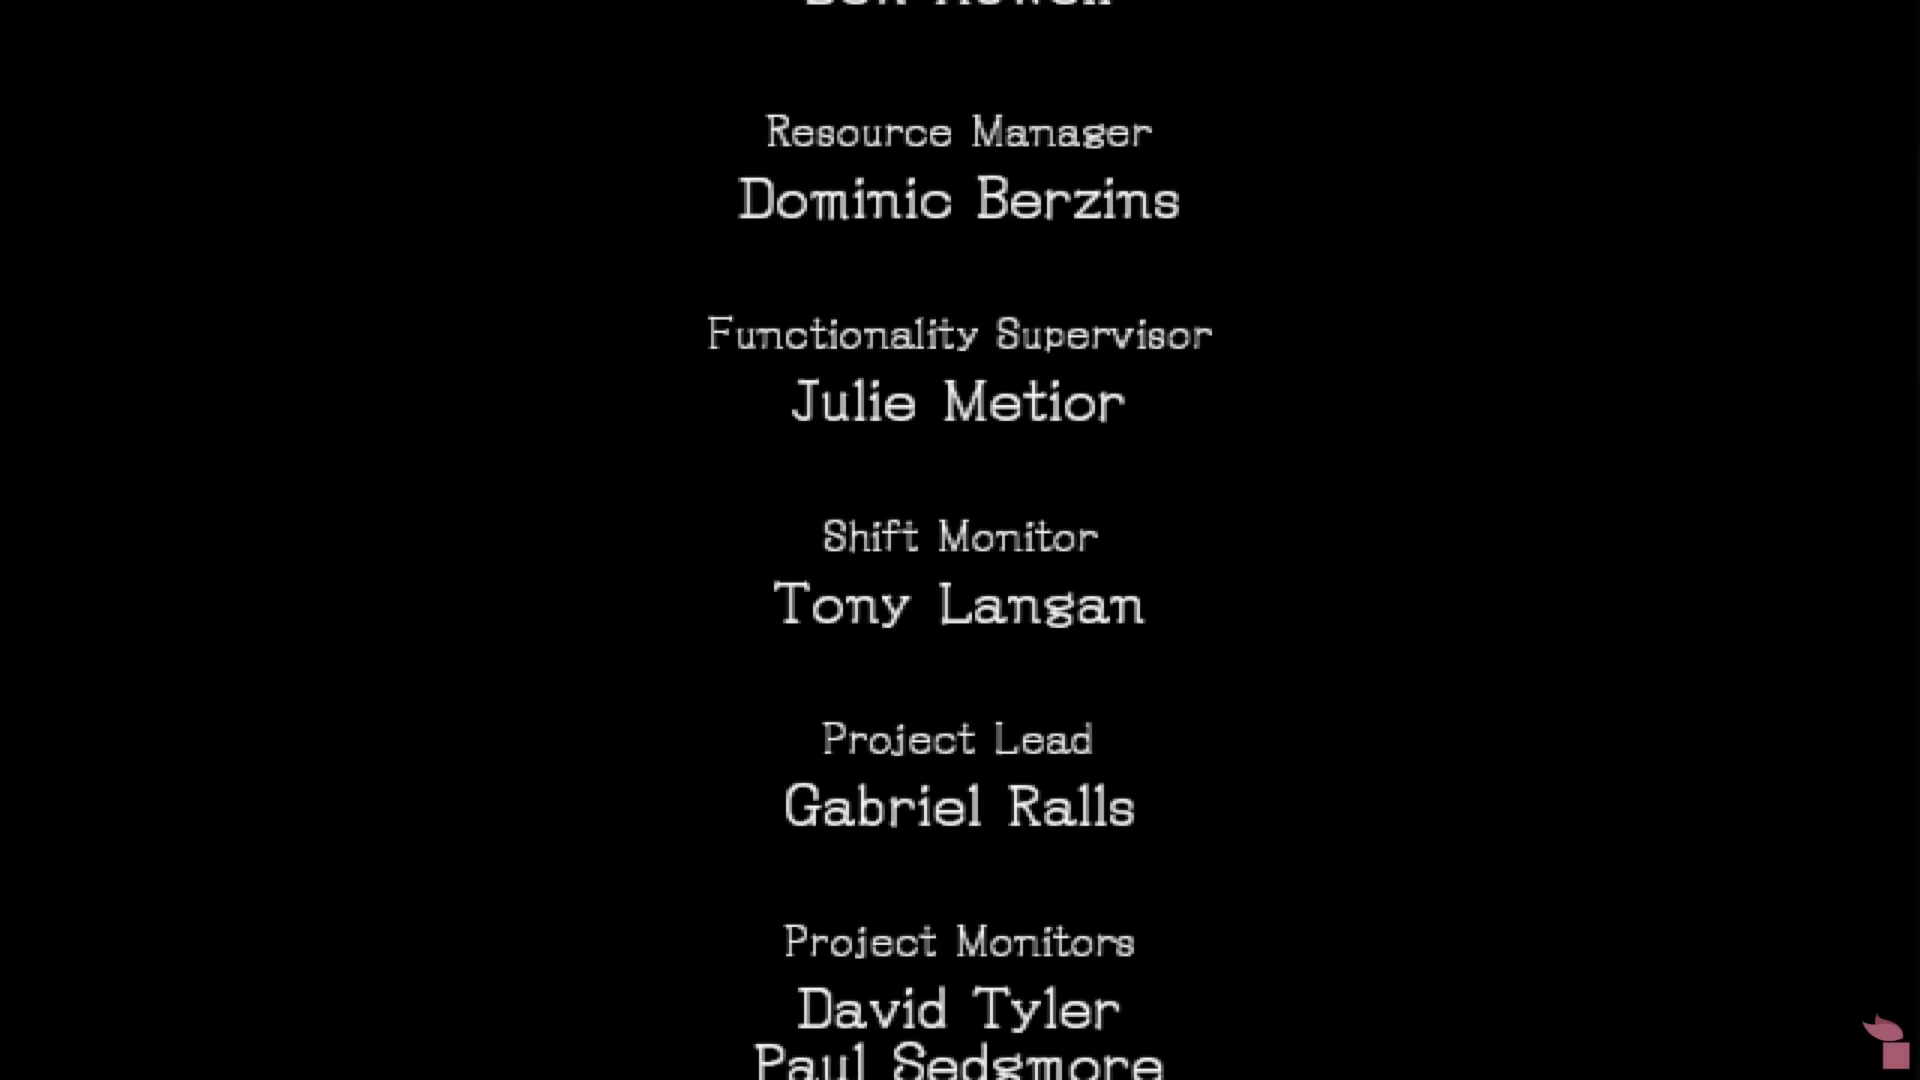 Resource Manager
Dominic Berzins
Functionality Supervisor
Julie Metior
Shift Monitor
Tony Langan
Project Lead
Gabriel Ralls
Project Monitors
David Tyler
Paul Sedgmore